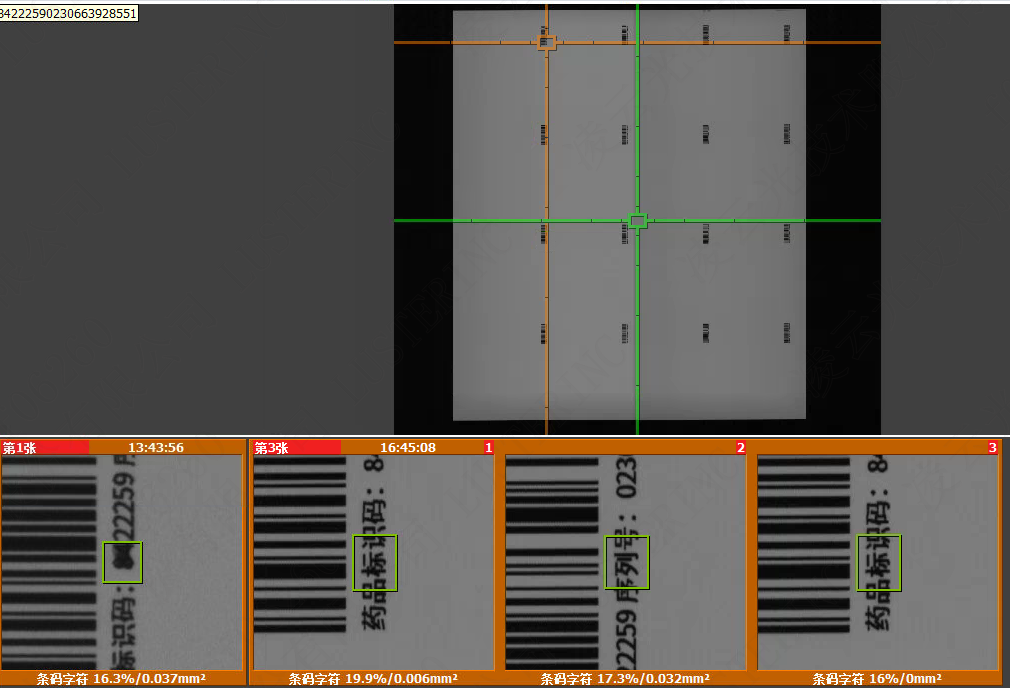 84222590230663928551
第1张 13:43:56
第3张 16:45:08 1
2
3
标识码：8422259 序
药品标识码：84
22259 序列号：023
药品标识码：84
条码字符 16.3%/0.037mm²
条码字符 19.9%/0.006mm²
条码字符 17.3%/0.032mm²
条码字符 16%/0mm²